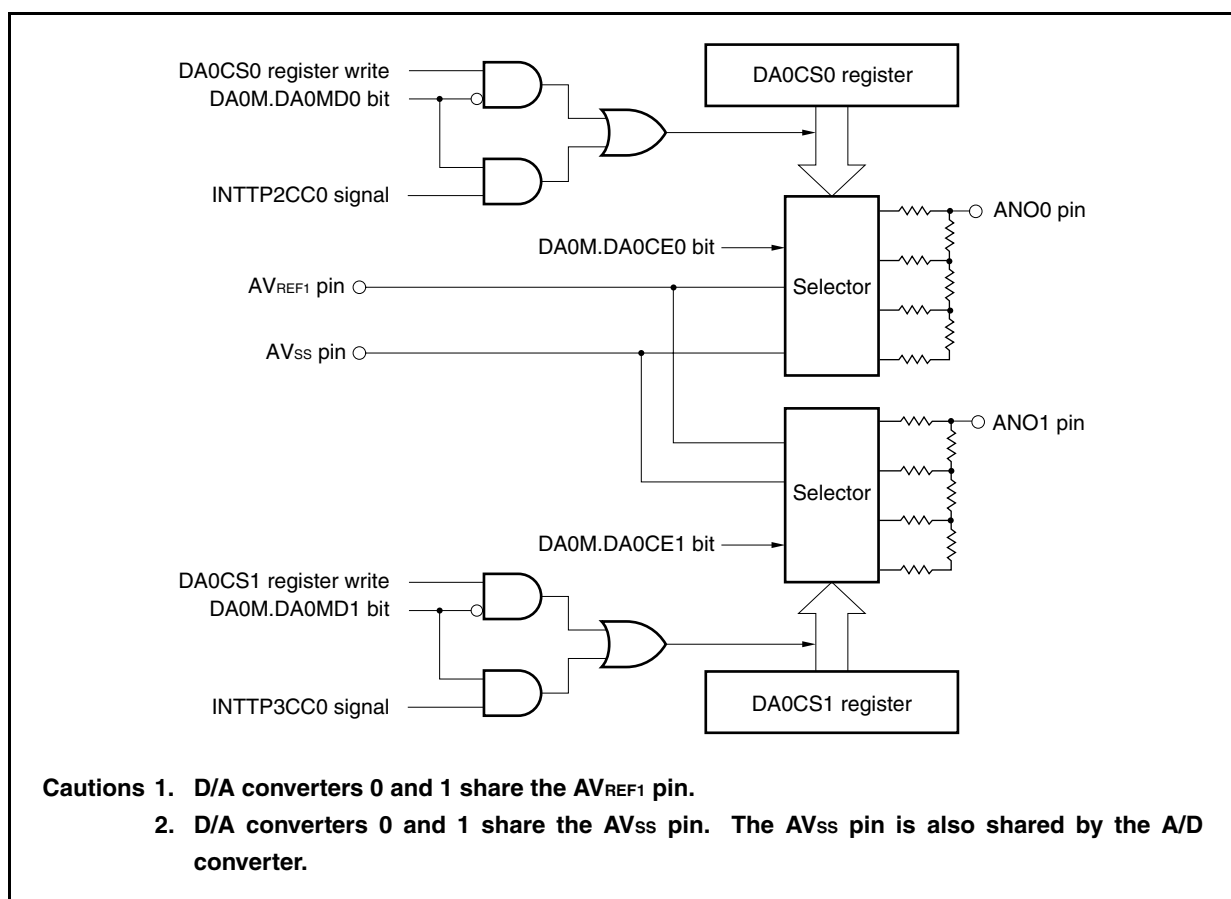 DA0CS0 register write
DA0M.DA0MD0 bit
DA0CS0 register
INTTP2CC0 signal
ANO0 pin
DA0M.DA0CE0 bit
AVREF1 pin
Selector
AVSS pin
ANO1 pin
Selector
DA0M.DA0CE1 bit
DA0CS1 register write
DA0M.DA0MD1 bit
INTTP3CC0 signal
DA0CS1 register
Cautions 1. D/A converters 0 and 1 share the AVREF1 pin.
2. D/A converters 0 and 1 share the AVSS pin. The AVSS pin is also shared by the A/D
converter.